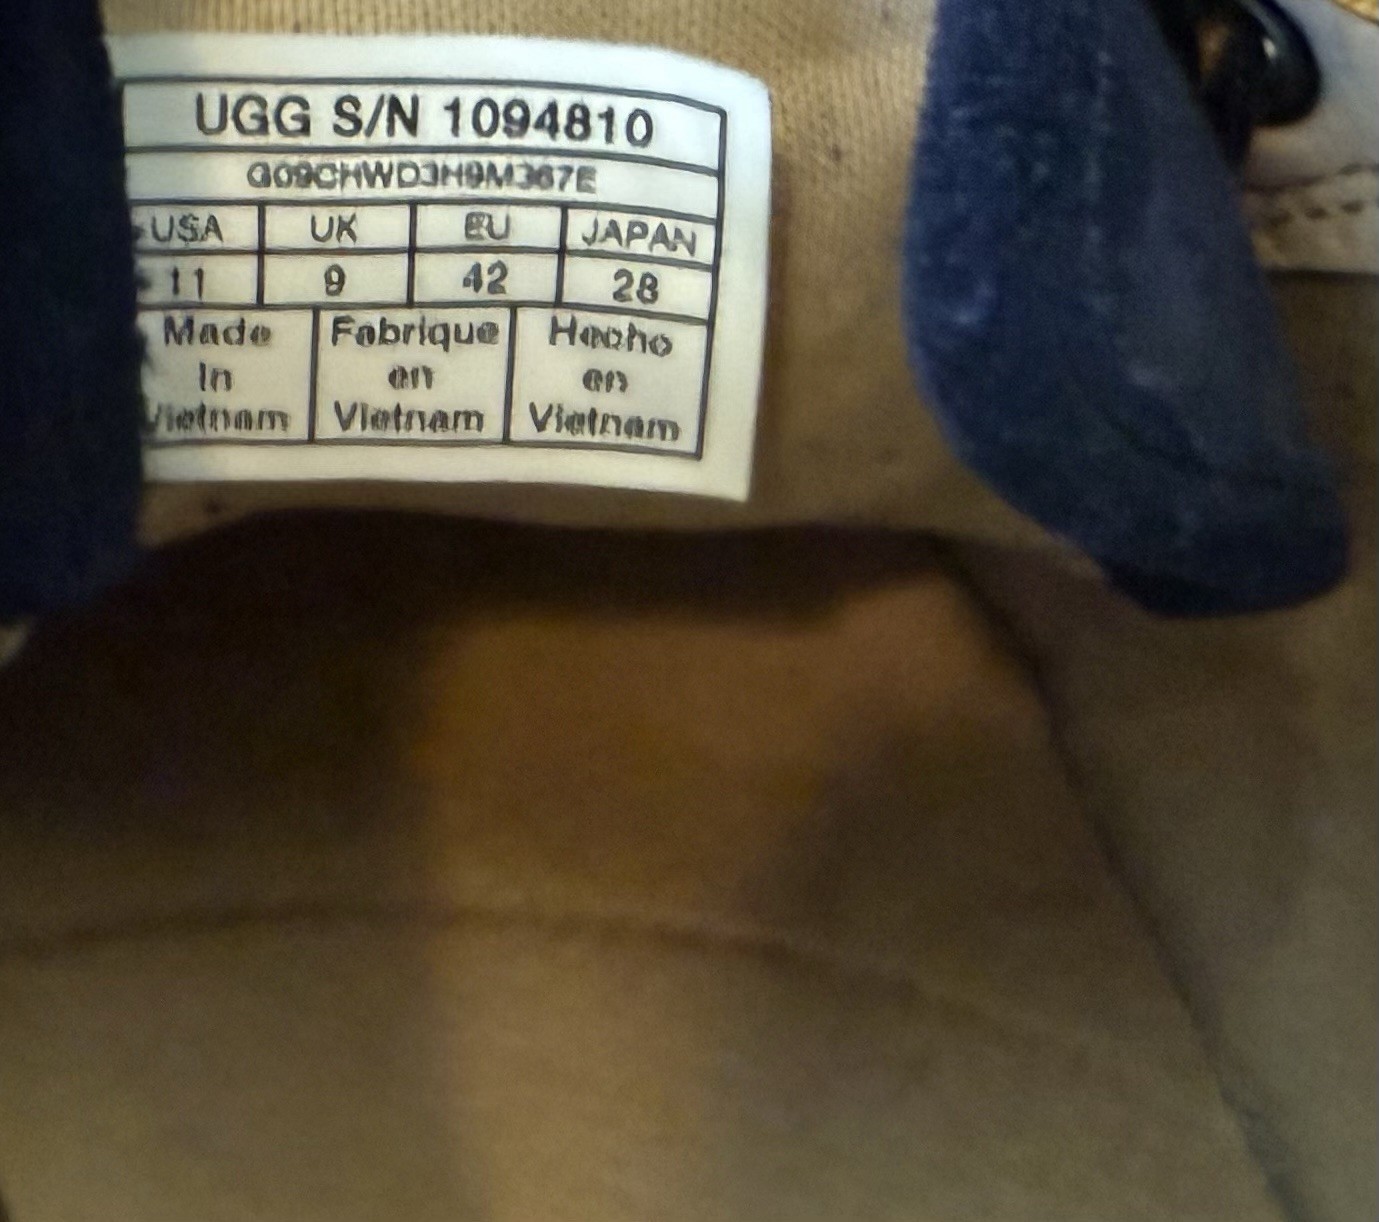 UGG S/N 1094810
G09CHWD3H9M367E
USA UK EU JAPAN
11 9 42 28
Made Fabrique Hecho
In en en
Vietnam Vietnam Vietnam